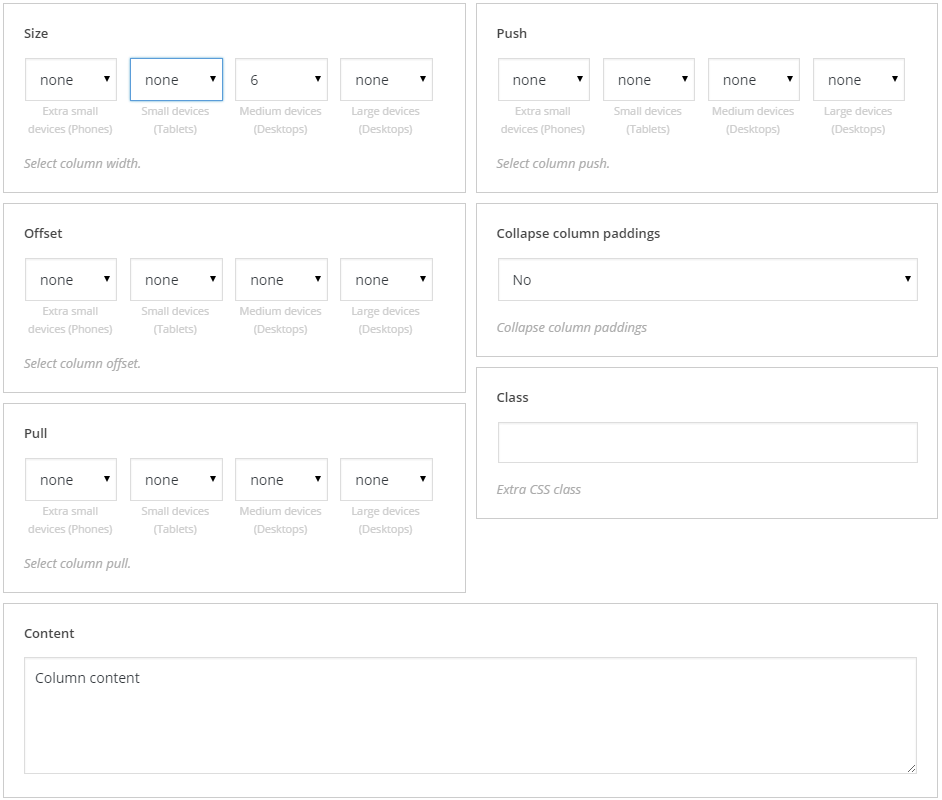 Size
none none 6 none
Extra small Small devices Medium devices Large devices
devices (Phones) (Tablets) (Desktops) (Desktops)
Select column width.
Push
none none none none
Extra small Small devices Medium devices Large devices
devices (Phones) (Tablets) (Desktops) (Desktops)
Select column push.
Offset
none none none none
Extra small Small devices Medium devices Large devices
devices (Phones) (Tablets) (Desktops) (Desktops)
Select column offset.
Collapse column paddings
No
Collapse column paddings
Class
Extra CSS class
Pull
none none none none
Extra small Small devices Medium devices Large devices
devices (Phones) (Tablets) (Desktops) (Desktops)
Select column pull.
Content
Column content